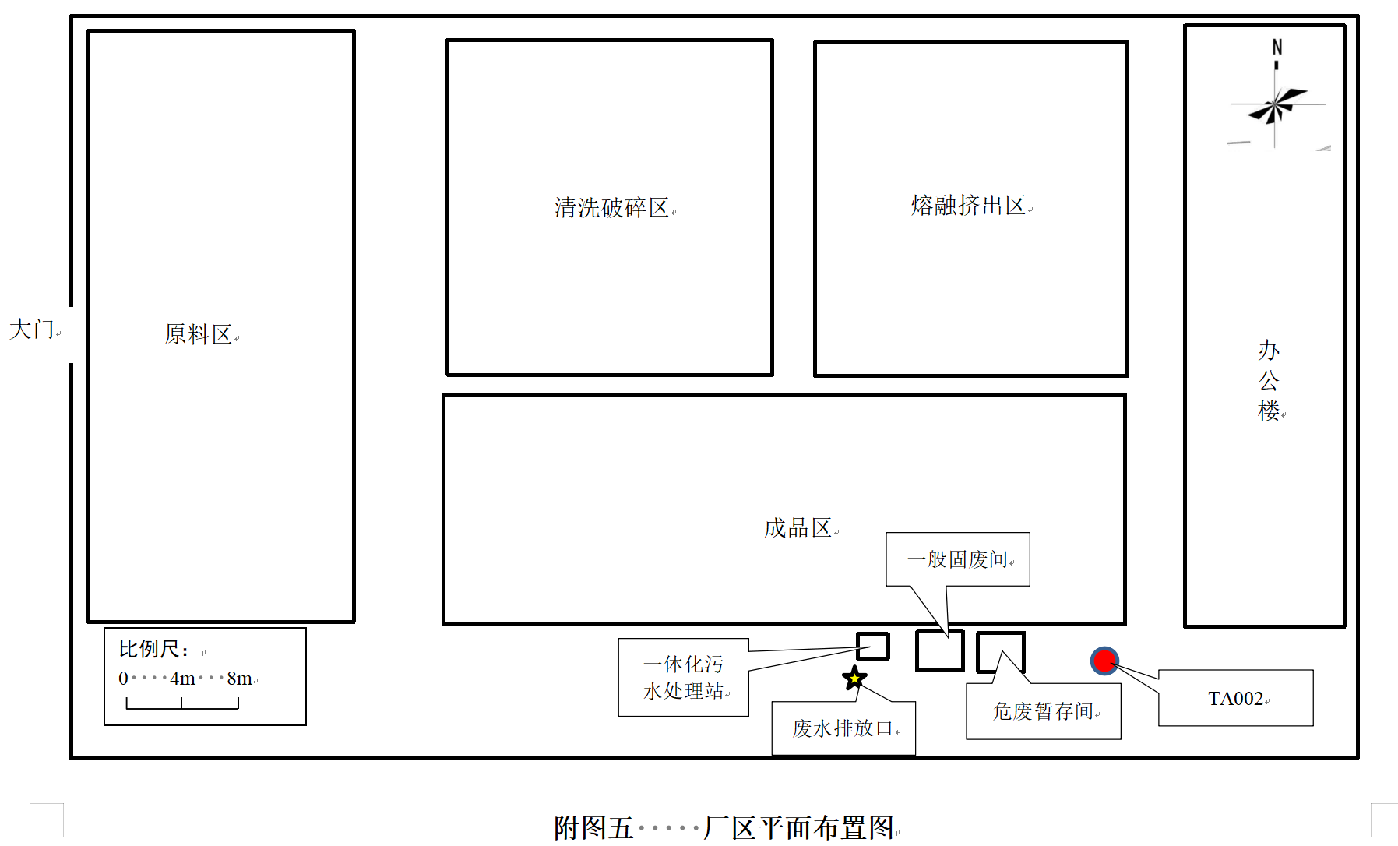 N
清洗破碎区
熔融挤出区
大门
原料区
办
公
楼
成品区
一般固废间
比例尺：
0 4m 8m
一体化污
水处理站
废水排放口
危废暂存间
TA002
附图五 厂区平面布置图